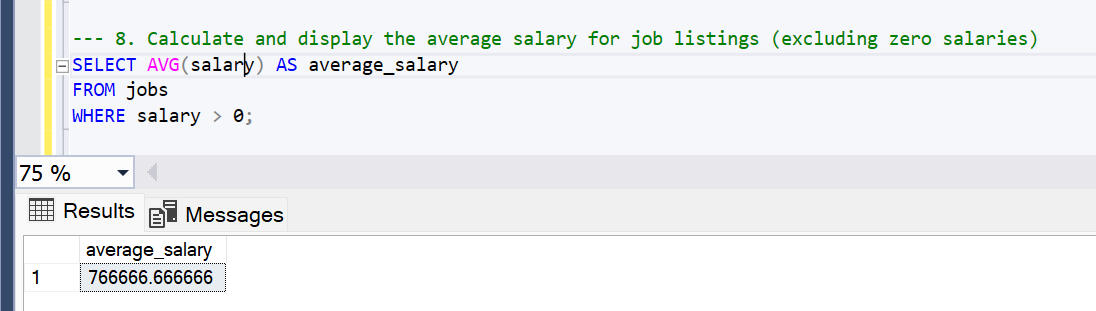 --- 8. Calculate and display the average salary for job listings (excluding zero salaries)
SELECT AVG(salary) AS average_salary
FROM jobs
WHERE salary > 0;
75 %
Results Messages
average_salary
1 766666.666666